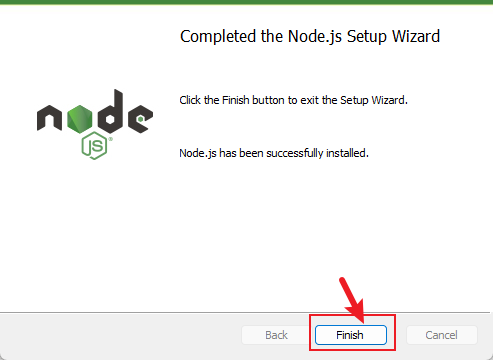 Completed the Node.js Setup Wizard
Click the Finish button to exit the Setup Wizard.
node
JS
Node.js has been successfully installed.
Back
Finish
Cancel